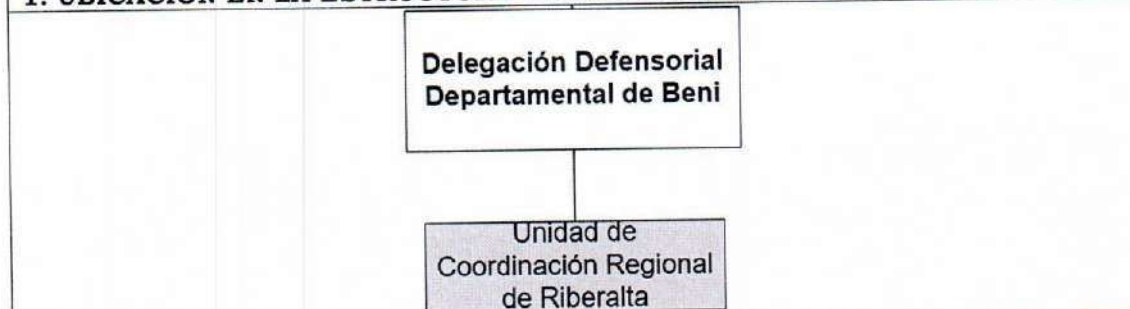 Delegación Defensorial
Departamental de Beni
Unidad de
Coordinación Regional
de Riberalta